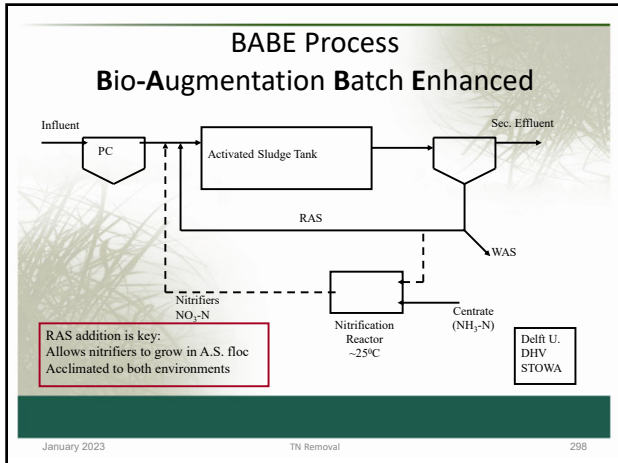 BABE Process
Bio-Augmentation Batch Enhanced
Influent
PC
Activated Sludge Tank
Sec. Effluent
RAS
WAS
Nitrifiers
NO₃-N
Nitrification
Reactor
~25⁰C
Centrate
(NH₃-N)
RAS addition is key:
Allows nitrifiers to grow in A.S. floc
Acclimated to both environments
Delft U.
DHV
STOWA
January 2023
TN Removal
298